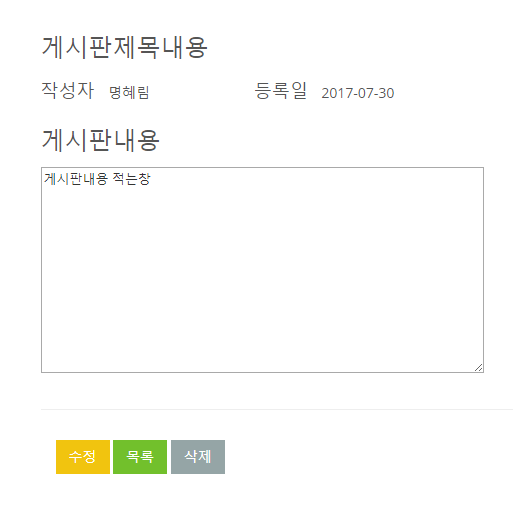 게시판제목내용
작성자 명혜림 등록일 2017-07-30
게시판내용
게시판내용 적는창
수정 목록 삭제